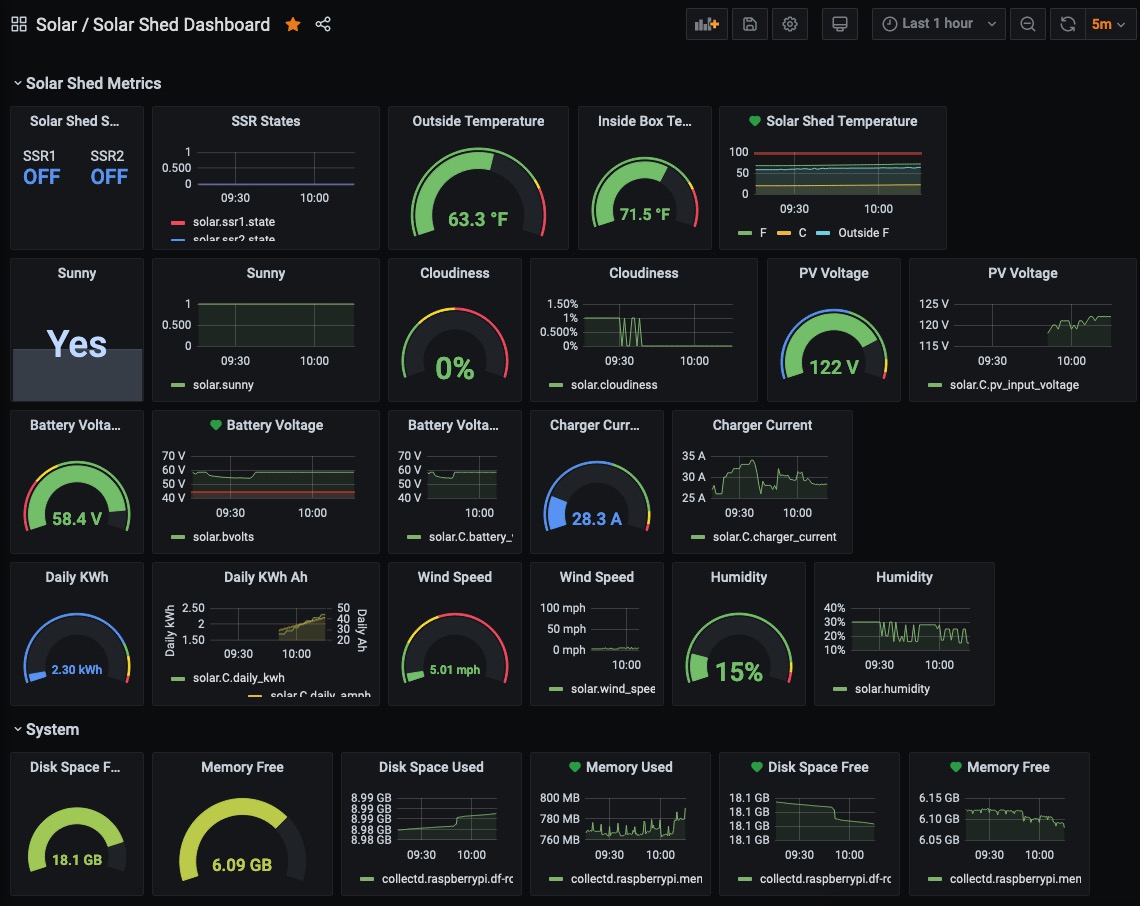 Solar / Solar Shed Dashboard
Last 1 hour
5m
Solar Shed Metrics
Solar Shed S...
SSR1
SSR2
OFF
OFF
SSR States
1
0.500
0
09:30
10:00
solar.ssr1.state
solar.ssr2.state
Outside Temperature
63.3 °F
Inside Box Te...
71.5 °F
Solar Shed Temperature
100
50
0
09:30
10:00
F
C
Outside F
Sunny
Yes
Sunny
1
0.500
0
09:30
10:00
solar.sunny
Cloudiness
0%
Cloudiness
1.50%
1%
0.500%
0%
09:30
10:00
solar.cloudiness
PV Voltage
122 V
PV Voltage
125 V
120 V
115 V
09:30
10:00
solar.C.pv_input_voltage
Battery Volta...
58.4 V
Battery Voltage
70 V
60 V
50 V
40 V
09:30
10:00
solar.bvolts
Battery Volta...
70 V
60 V
50 V
40 V
10:00
solar.C.battery_v
Charger Curr...
28.3 A
Charger Current
35 A
30 A
25 A
09:30
10:00
solar.C.charger_current
Daily KWh
2.30 kWh
Daily KWh Ah
Daily kWh
2.50
2
1.50
50
40
30
20
Daily Ah
09:30
10:00
solar.C.daily_kwh
solar.C.daily_amph
Wind Speed
5.01 mph
Wind Speed
100 mph
50 mph
0 mph
10:00
solar.wind_spee
Humidity
15%
Humidity
40%
30%
20%
10%
09:30
10:00
solar.humidity
System
Disk Space F...
18.1 GB
Memory Free
6.09 GB
Disk Space Used
8.99 GB
8.99 GB
8.99 GB
8.98 GB
8.98 GB
09:30
10:00
collectd.raspberrypi.df-rc
Memory Used
800 MB
780 MB
760 MB
09:30
10:00
collectd.raspberrypi.men
Disk Space Free
18.1 GB
18.1 GB
18.1 GB
18.1 GB
09:30
10:00
collectd.raspberrypi.df-rc
Memory Free
6.15 GB
6.10 GB
6.05 GB
09:30
10:00
collectd.raspberrypi.men